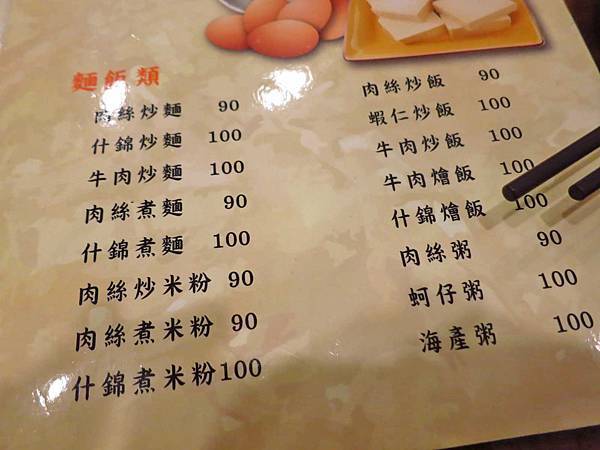 麵飯類
肉絲炒麵 90
什錦炒麵 100
牛肉炒麵 100
肉絲煮麵 90
什錦煮麵 100
肉絲炒米粉 90
肉絲煮米粉 90
什錦煮米粉 100
肉絲炒飯 90
蝦仁炒飯 100
牛肉炒飯 100
牛肉燴飯 100
什錦燴飯 100
肉絲粥 90
蚵仔粥 100
海產粥 100